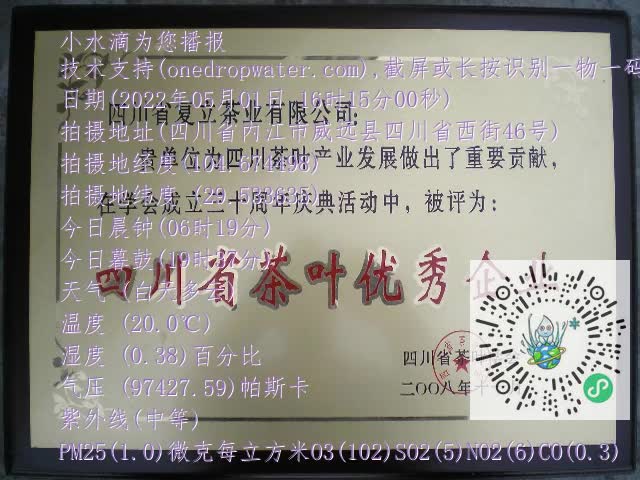 小水滴为您播报
技术支持(onedropwater.com),截屏或长按识别一物一码
日期(2022年05月01日 16时15分00秒)
四川省夏立茶业有限公司:
拍摄地址(四川省内江市威远县四川省西街46号)
贵单位为四川茶叶产业发展做出了重要贡献,
拍摄地经度 (104.674498)
拍摄地纬度 (29.533635)
在学会成立三十周年庆典活动中,被评为:
今日晨钟(06时19分)
今日暮鼓(19时
四川省茶叶优秀企业
天气 (白天多云)
温度 (20.0℃)
湿度 (0.38)百分比
四川省茶
气压 (97427.59)帕斯卡
二〇〇八年十
紫外线(中等)
PM25(1.0)微克每立方米O3(102)SO2(5)NO2(6)CO(0.3)